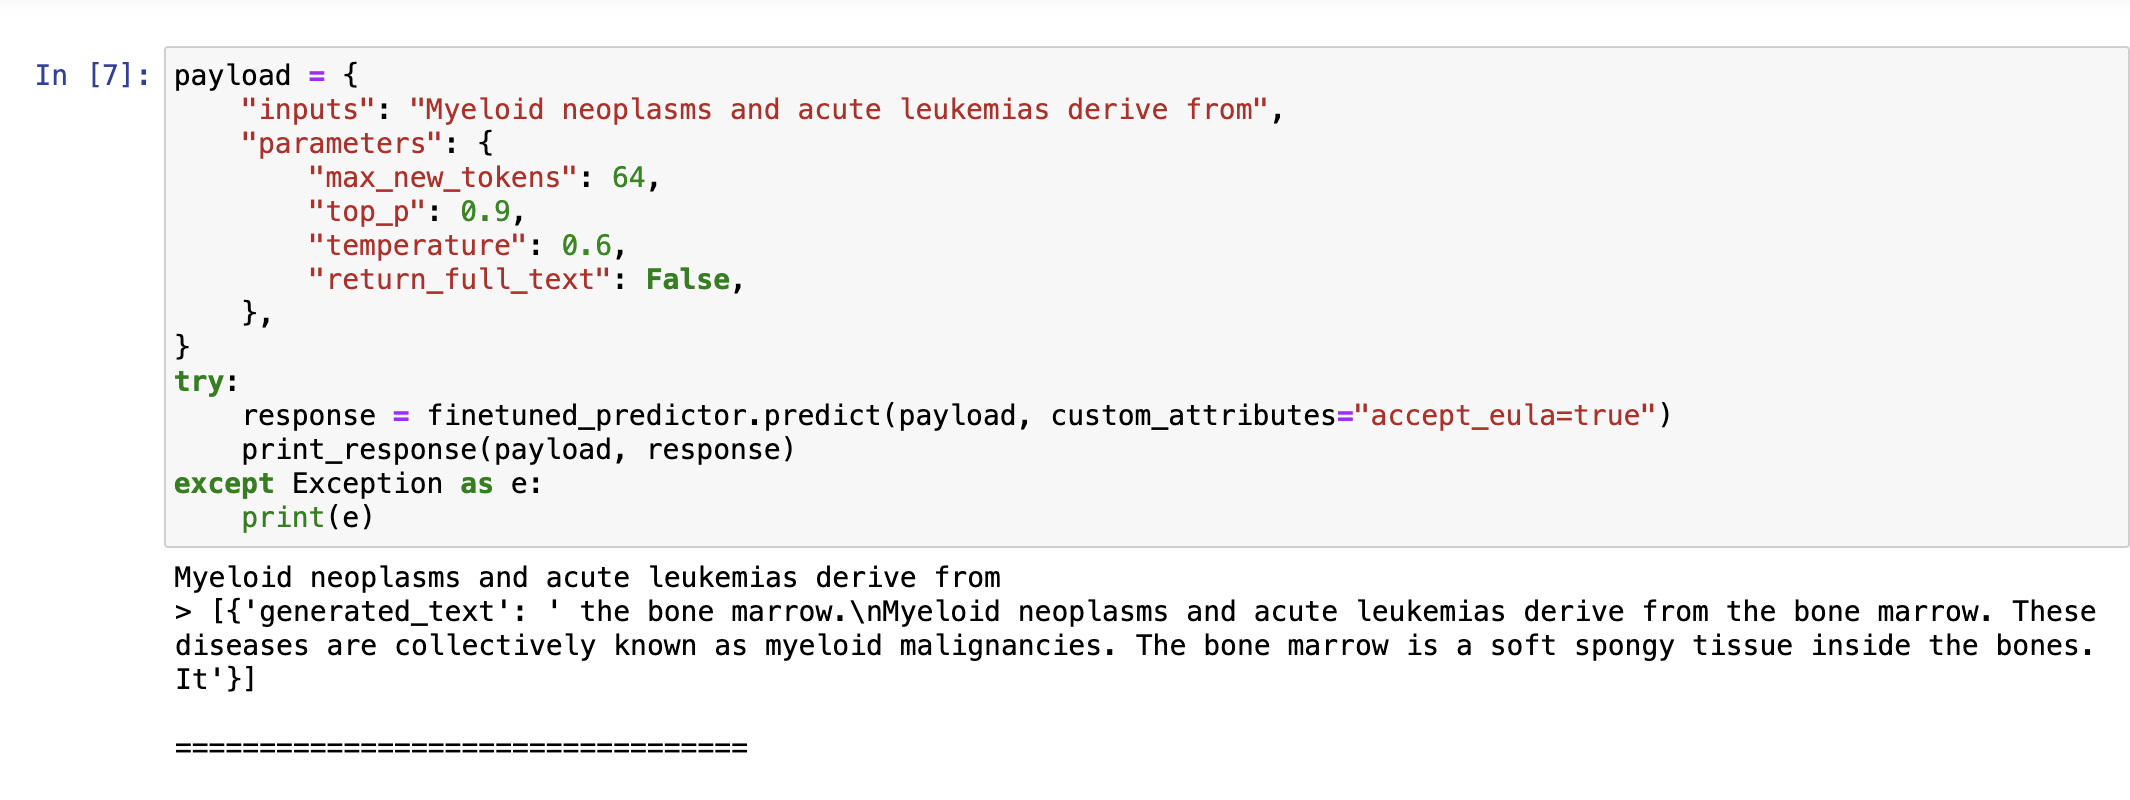 In [7]: payload = {
    "inputs": "Myeloid neoplasms and acute leukemias derive from",
    "parameters": {
        "max_new_tokens": 64,
        "top_p": 0.9,
        "temperature": 0.6,
        "return_full_text": False,
    },
}
try:
    response = finetuned_predictor.predict(payload, custom_attributes="accept_eula=true")
    print_response(payload, response)
except Exception as e:
    print(e)
Myeloid neoplasms and acute leukemias derive from
> [{'generated_text': ' the bone marrow.\nMyeloid neoplasms and acute leukemias derive from the bone marrow. These
diseases are collectively known as myeloid malignancies. The bone marrow is a soft spongy tissue inside the bones.
It'}]
==================================